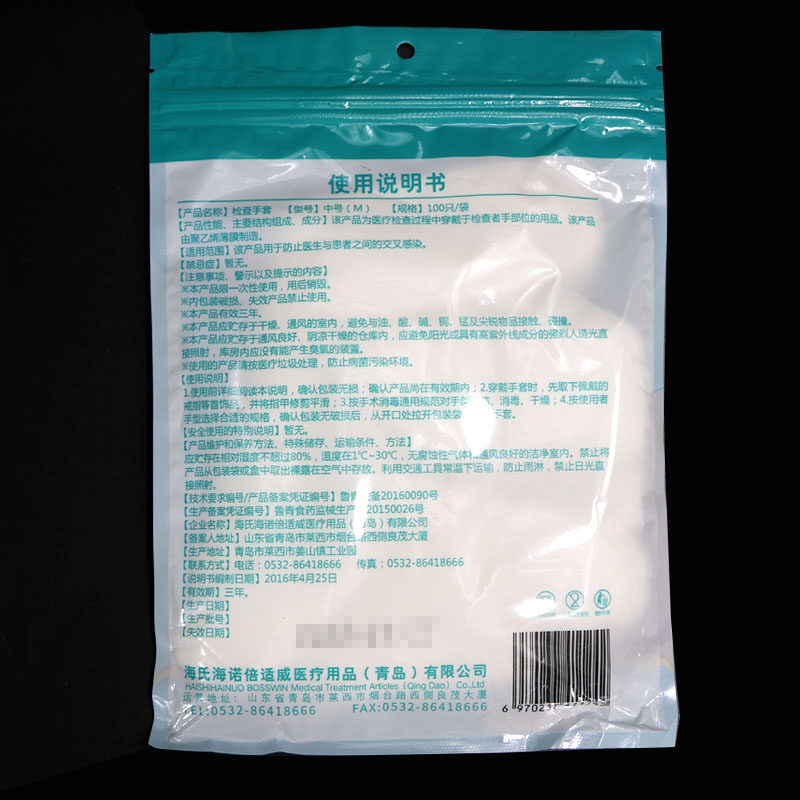 使用说明书
【产品名称】检查手套 【型号】中号(M) 【规格】100只/袋
【产品性能、主要结构组成、成分】该产品为医疗检查过程中穿戴于检查者手部位的用品。该产品
由聚乙烯薄膜制造。
【适用范围】该产品用于防止医生与患者之间的交叉感染。
【禁忌症】暂无。
【注意事项、警示以及提示的内容】
※本产品限一次性使用，用后销毁。
※内包装破损、失效产品禁止使用。
※本产品有效三年。
※本产品应贮存于干燥、通风的室内，避免与油、酸、碱、铜、锰及尖锐物品接触、碰撞。
※本产品应贮存于通风良好、阴凉干燥的仓库内，应避免阳光或具有高紫外线成分的强烈人造光直
接照射，库房内应没有能产生臭氧的装置。
※使用的产品请按医疗垃圾处理，防止病菌污染环境。
【使用说明】
1.使用前详细阅读本说明，确认包装无损；确认产品尚在有效期内；2.穿戴手套时，先取下佩戴的
戒指等首饰品，并将指甲修剪平滑；3.按手术消毒通用规范对手部 、消毒、干燥；4.按使用者
手型选择合适的规格，确认包装无破损后，从开口处拉开包装袋 手套。
【安全使用的特别说明】暂无。
【产品维护和保养方法、特殊储存、运输条件、方法】
应贮存在相对湿度不超过80%，温度在1℃~30℃，无腐蚀性气体和通风良好的洁净室内。禁止将
产品从包装袋或盒中取出裸露在空气中存放。利用交通工具常温下运输，防止雨淋，禁止日光直
接照射。
【技术要求编号/产品备案凭证编号】鲁青械备20160090号
【生产备案凭证编号】鲁青食药监械生产备20150026号
【企业名称】海氏海诺倍适威医疗用品（青岛）有限公司
【备案人地址】山东省青岛市莱西市烟台路西侧良茂大厦
【生产地址】青岛市莱西市姜山镇工业园
【联系方式】电话：0532-86418666 传真：0532-86418666
【说明书编制日期】2016年4月25日
【有效期】三年。
【生产日期】
【生产批号】
【失效日期】
海氏海诺倍适威医疗用品（青岛）有限公司
HAISHIHAINUO BOSSWIN Medical Treatment Articles (Qing Dao) Co., Ltd
运营地址：山东省青岛市莱西市烟台路西侧良茂大厦
TEL:0532-86418666 FAX:0532-86418666